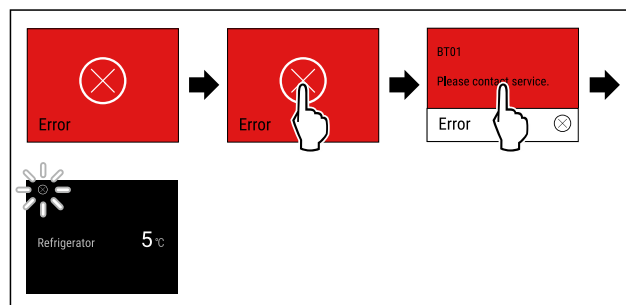 Error
Error
BT01
Please contact service.
Error
Refrigerator 5 °C